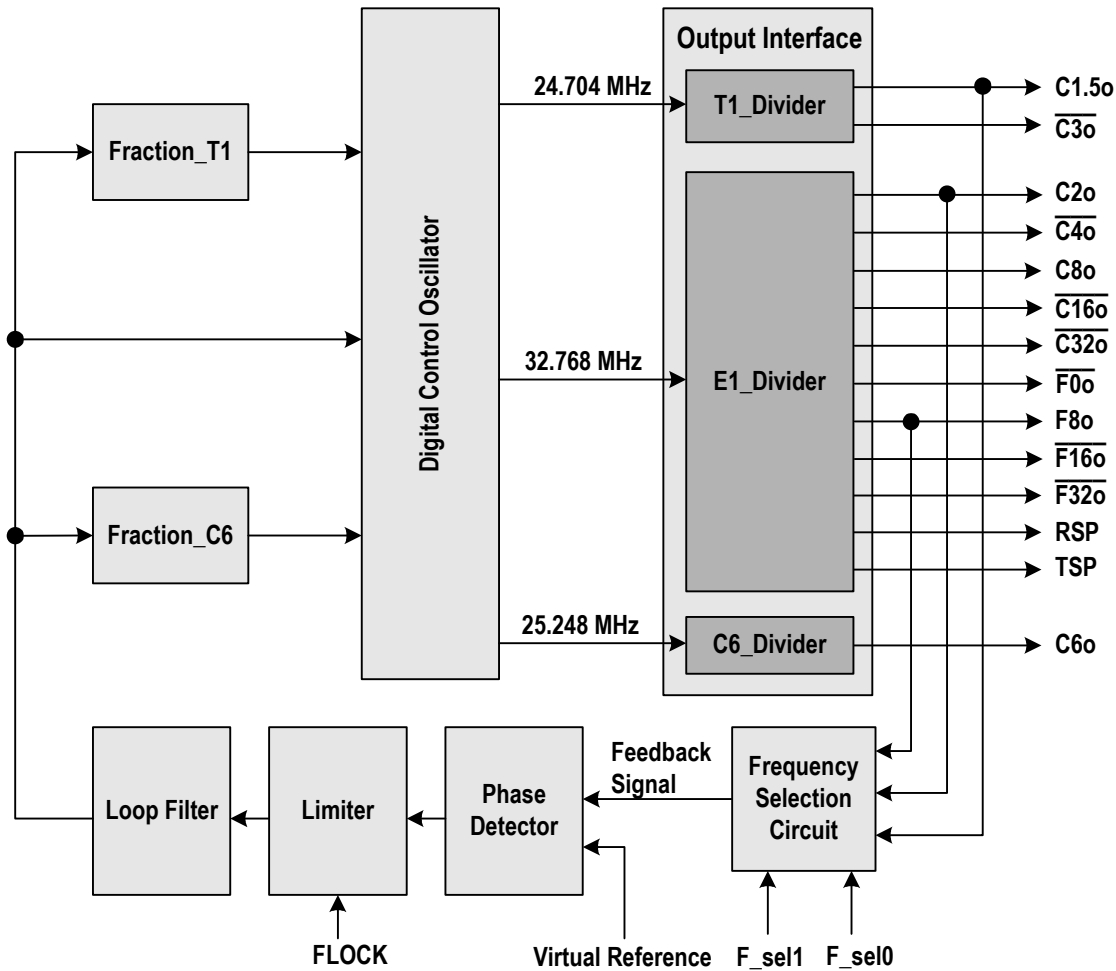 Output Interface
24.704 MHz
T1_Divider
C1.5o
C3o
Fraction_T1
C2o
C4o
C8o
C16o
C32o
Digital Control Oscillator
32.768 MHz
E1_Divider
F0o
F8o
F16o
F32o
Fraction_C6
RSP
TSP
25.248 MHz
C6_Divider
C6o
Loop Filter
Limiter
Phase
Detector
Feedback
Signal
Frequency
Selection
Circuit
FLOCK
Virtual Reference
F_sel1
F_sel0